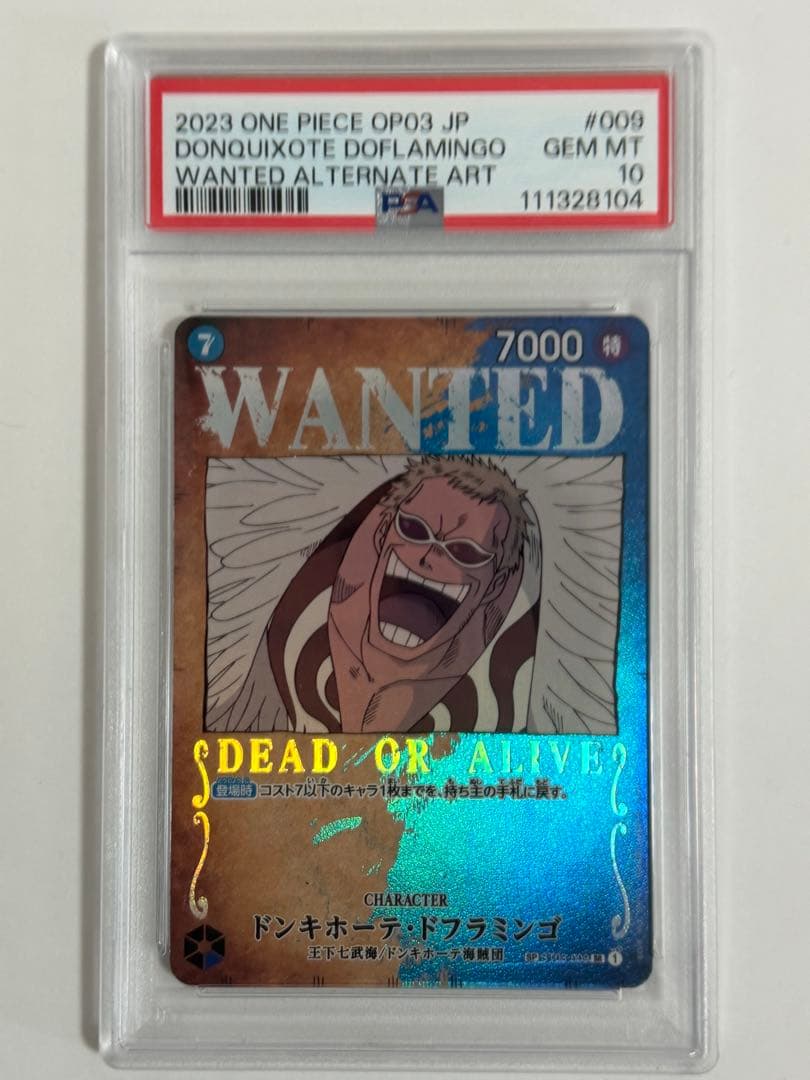 2023 ONE PIECE OP03 JP #009
DONQUIXOTE DOFLAMINGO GEM MT
WANTED ALTERNATE ART 10
PSA 111328104
7 7000 特
WANTED
DEAD OR ALIVE
登場時 コスト7以下のキャラ1枚までを、持ち主の手札に戻す。
CHARACTER
ドンキホーテ・ドフラミンゴ
王下七武海/ドンキホーテ海賊団 1